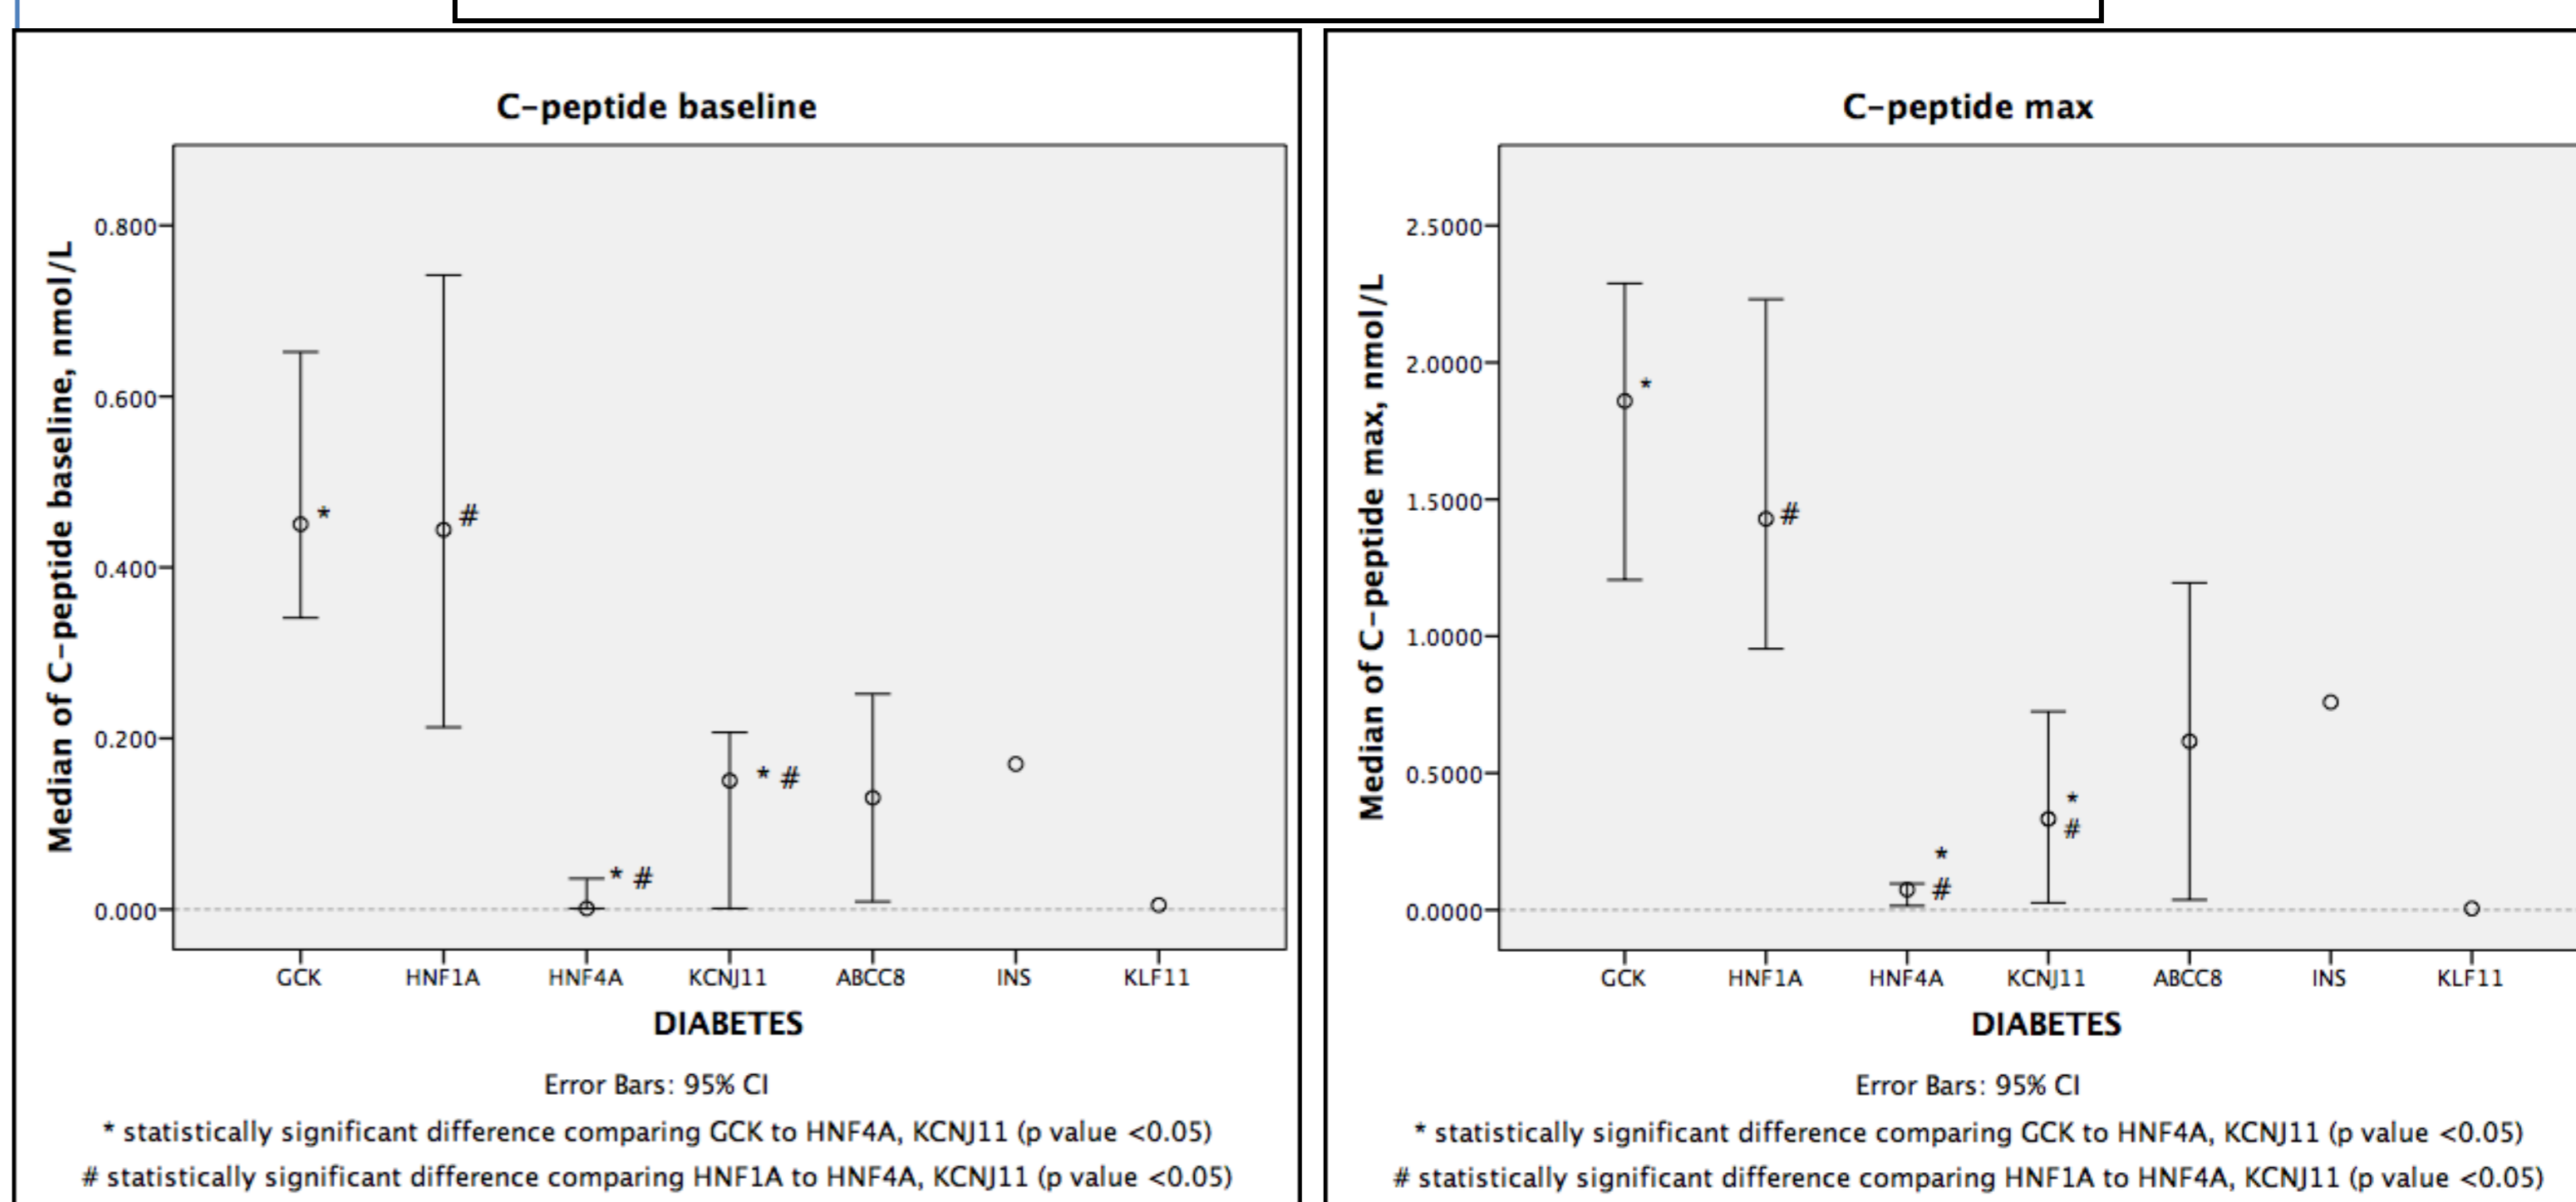 C-peptide baseline
Median of C-peptide baseline, nmol/L
0.800
0.600
0.400
0.200
0.000
*
#
* #
* #
GCK HNF1A HNF4A KCNJ11 ABCC8 INS KLF11
DIABETES
Error Bars: 95% CI
* statistically significant difference comparing GCK to HNF4A, KCNJ11 (p value <0.05)
# statistically significant difference comparing HNF1A to HNF4A, KCNJ11 (p value <0.05)
C-peptide max
Median of C-peptide max, nmol/L
2.5000
2.0000
1.5000
1.0000
0.5000
0.0000
*
#
*
#
*
#
GCK HNF1A HNF4A KCNJ11 ABCC8 INS KLF11
DIABETES
Error Bars: 95% CI
* statistically significant difference comparing GCK to HNF4A, KCNJ11 (p value <0.05)
# statistically significant difference comparing HNF1A to HNF4A, KCNJ11 (p value <0.05)